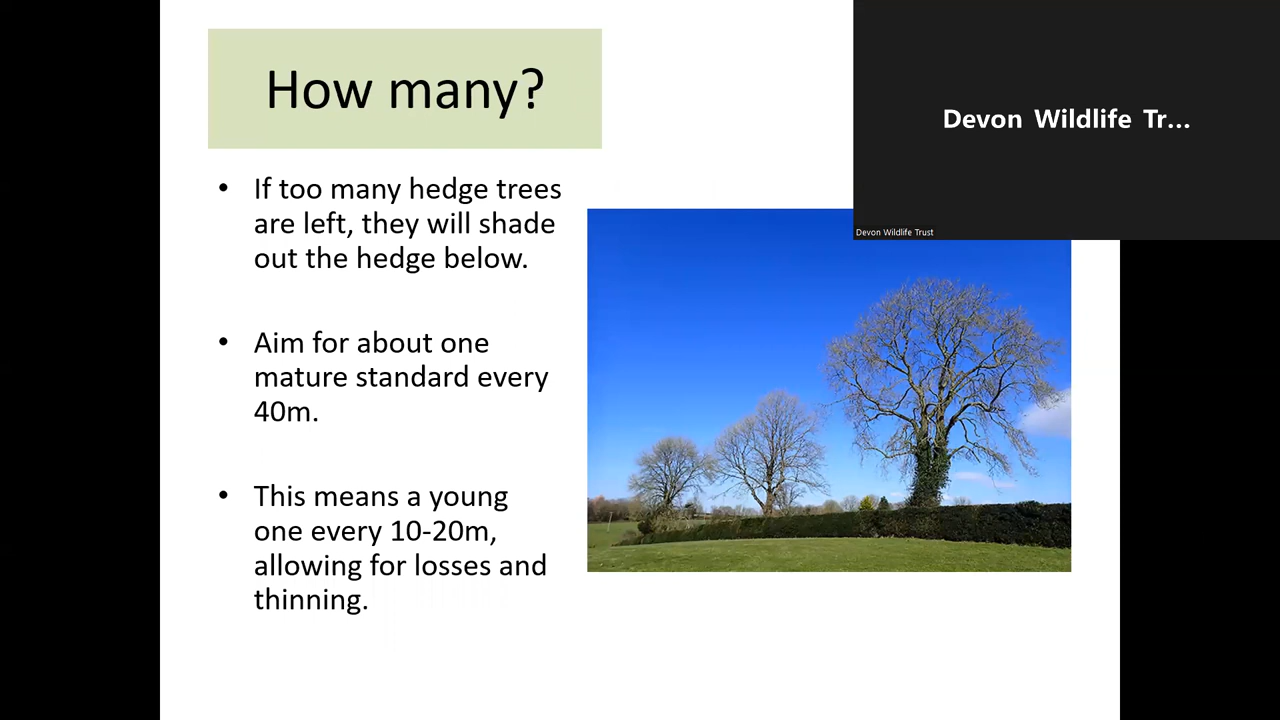 How many?
Devon Wildlife Tr...
Devon Wildlife Trust
• If too many hedge trees
are left, they will shade
out the hedge below.
• Aim for about one
mature standard every
40m.
• This means a young
one every 10-20m,
allowing for losses and
thinning.